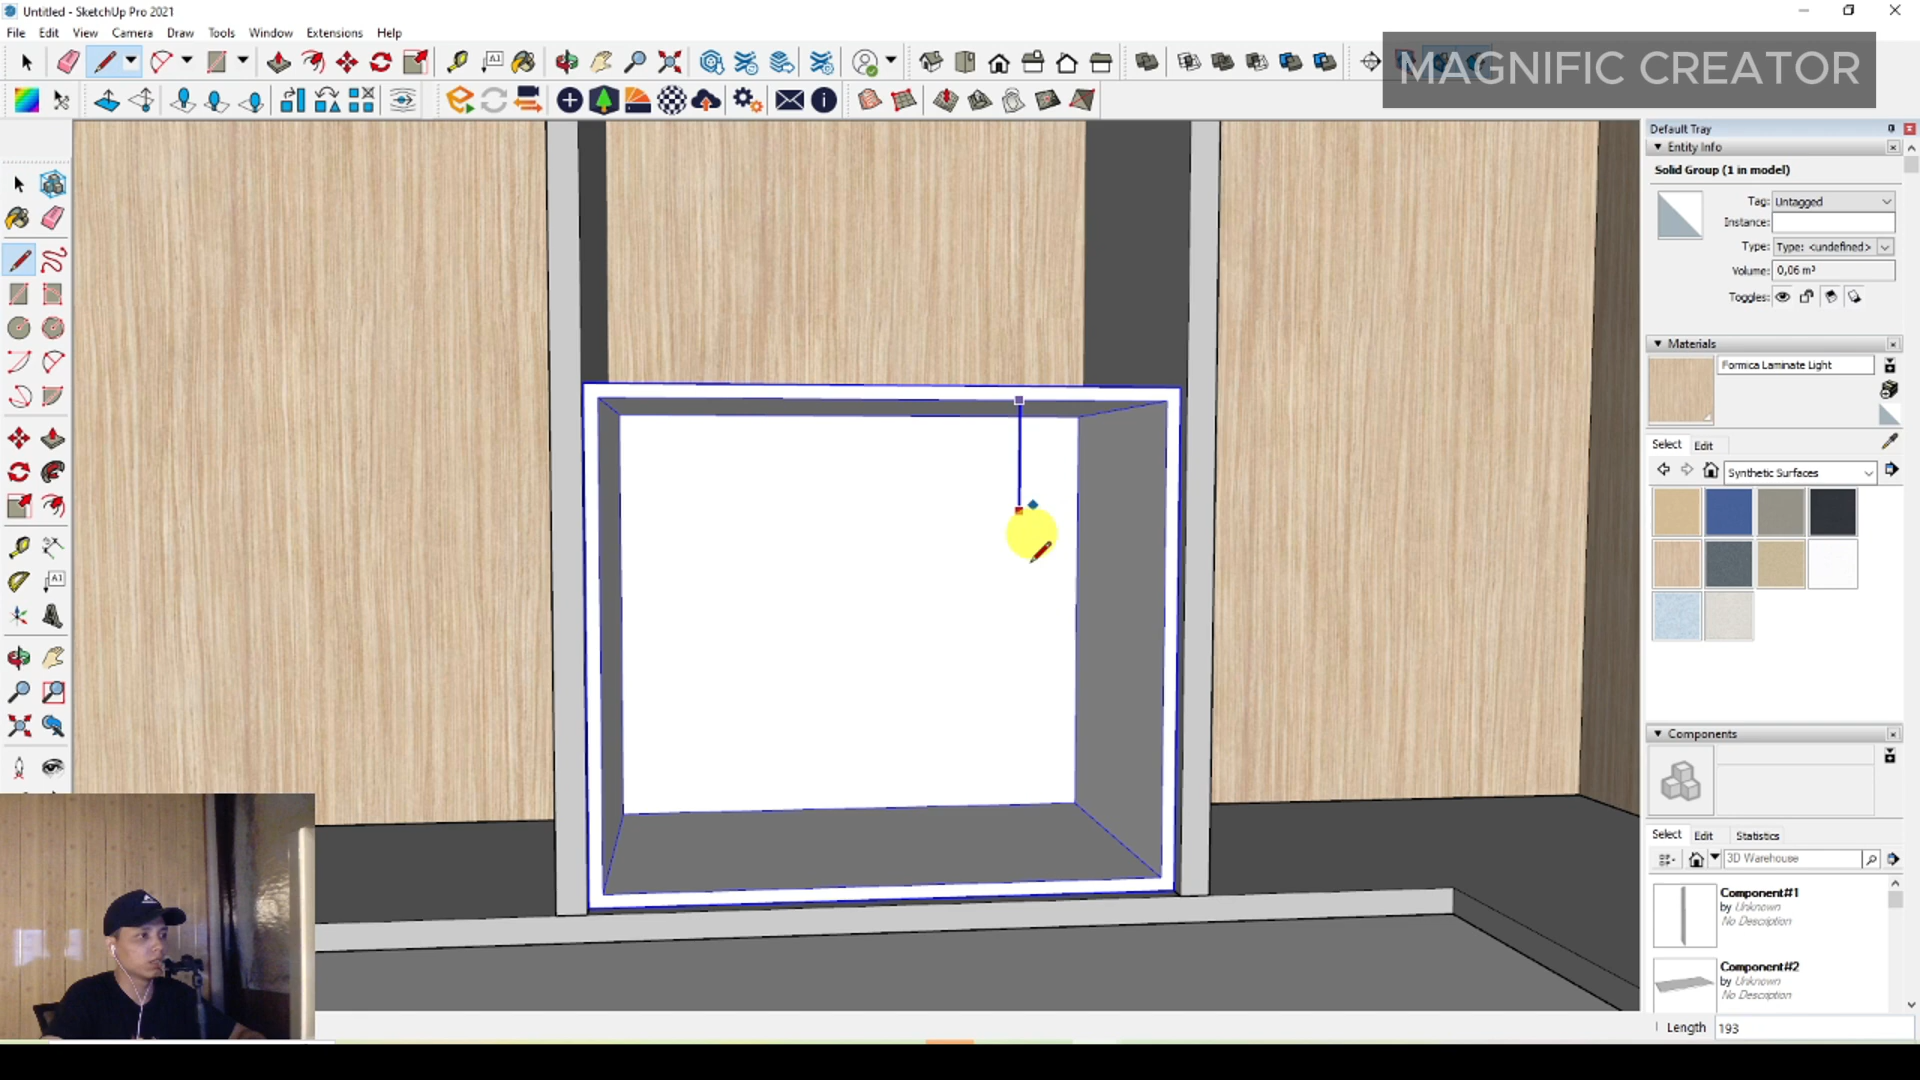 Untitled - SketchUp Pro 2021
File Edit View Camera Draw Tools Window Extensions Help
MAGNIFIC CREATOR
Default Tray
Entity Info
Solid Group (1 in model)
Tag: Untagged
Instance:
Type: Type: <undefined>
Volume: 0,06 m³
Toggles:
Materials
Formica Laminate Light
Select Edit
Synthetic Surfaces
Components
Select Edit Statistics
3D Warehouse
Component#1
by Unknown
No Description
Component#2
by Unknown
No Description
Length 193